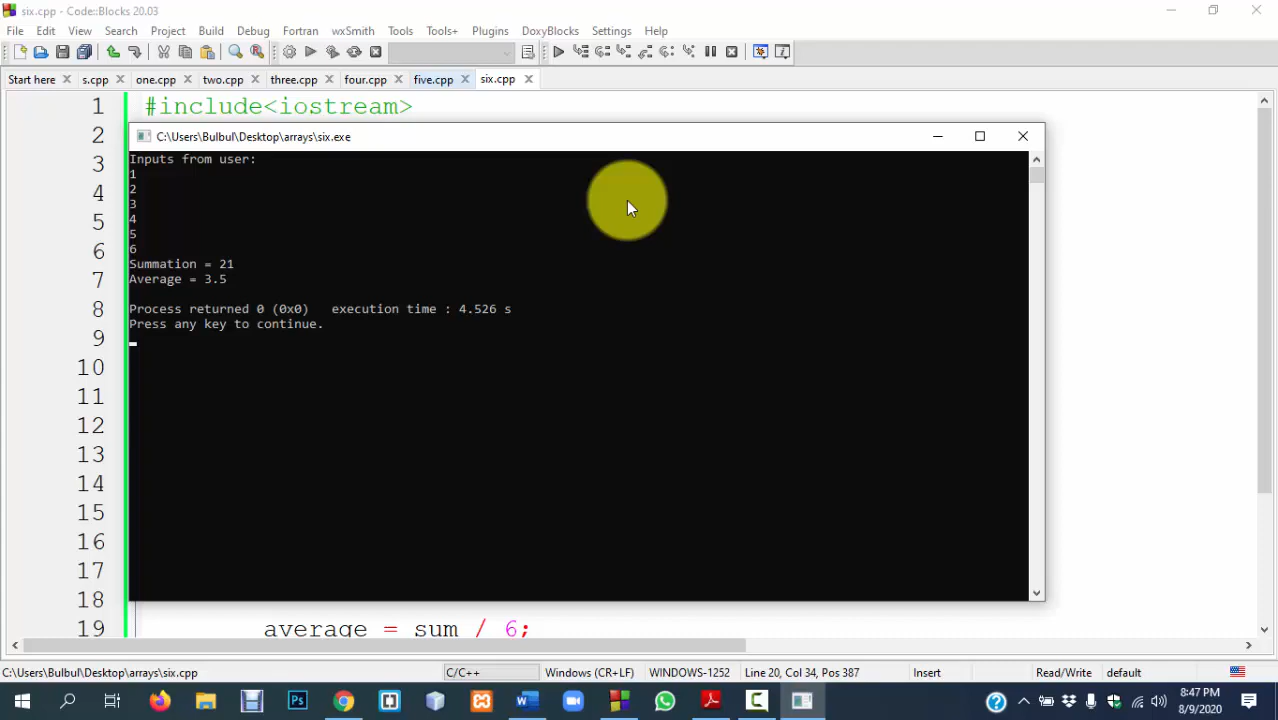 six.cpp - Code::Blocks 20.03
File Edit View Search Project Build Debug Fortran wxSmith Tools Tools+ Plugins DoxyBlocks Settings Help
Start here s.cpp one.cpp two.cpp three.cpp four.cpp five.cpp six.cpp
1 #include<iostream>
2
C:\Users\Bulbul\Desktop\arrays\six.exe
Inputs from user:
3
1
2
3
4
4
5
5
6
6
Summation = 21
7
Average = 3.5
8
Process returned 0 (0x0) execution time : 4.526 s
Press any key to continue.
9
10
11
12
13
14
15
16
17
18
19 average = sum / 6;
C:\Users\Bulbul\Desktop\arrays\six.cpp C/C++ Windows (CR+LF) WINDOWS-1252 Line 20, Col 34, Pos 387 Insert Read/Write default
8:47 PM
8/9/2020